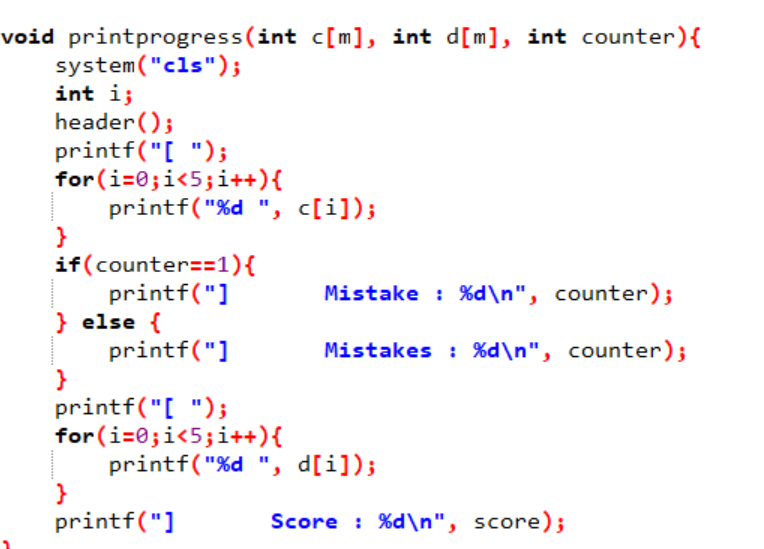 void printprogress(int c[m], int d[m], int counter){
    system("cls");
    int i;
    header();
    printf("[ ");
    for(i=0;i<5;i++){
        printf("%d ", c[i]);
    }
    if(counter==1){
        printf("]       Mistake : %d\n", counter);
    } else {
        printf("]       Mistakes : %d\n", counter);
    }
    printf("[ ");
    for(i=0;i<5;i++){
        printf("%d ", d[i]);
    }
    printf("]       Score : %d\n", score);
}